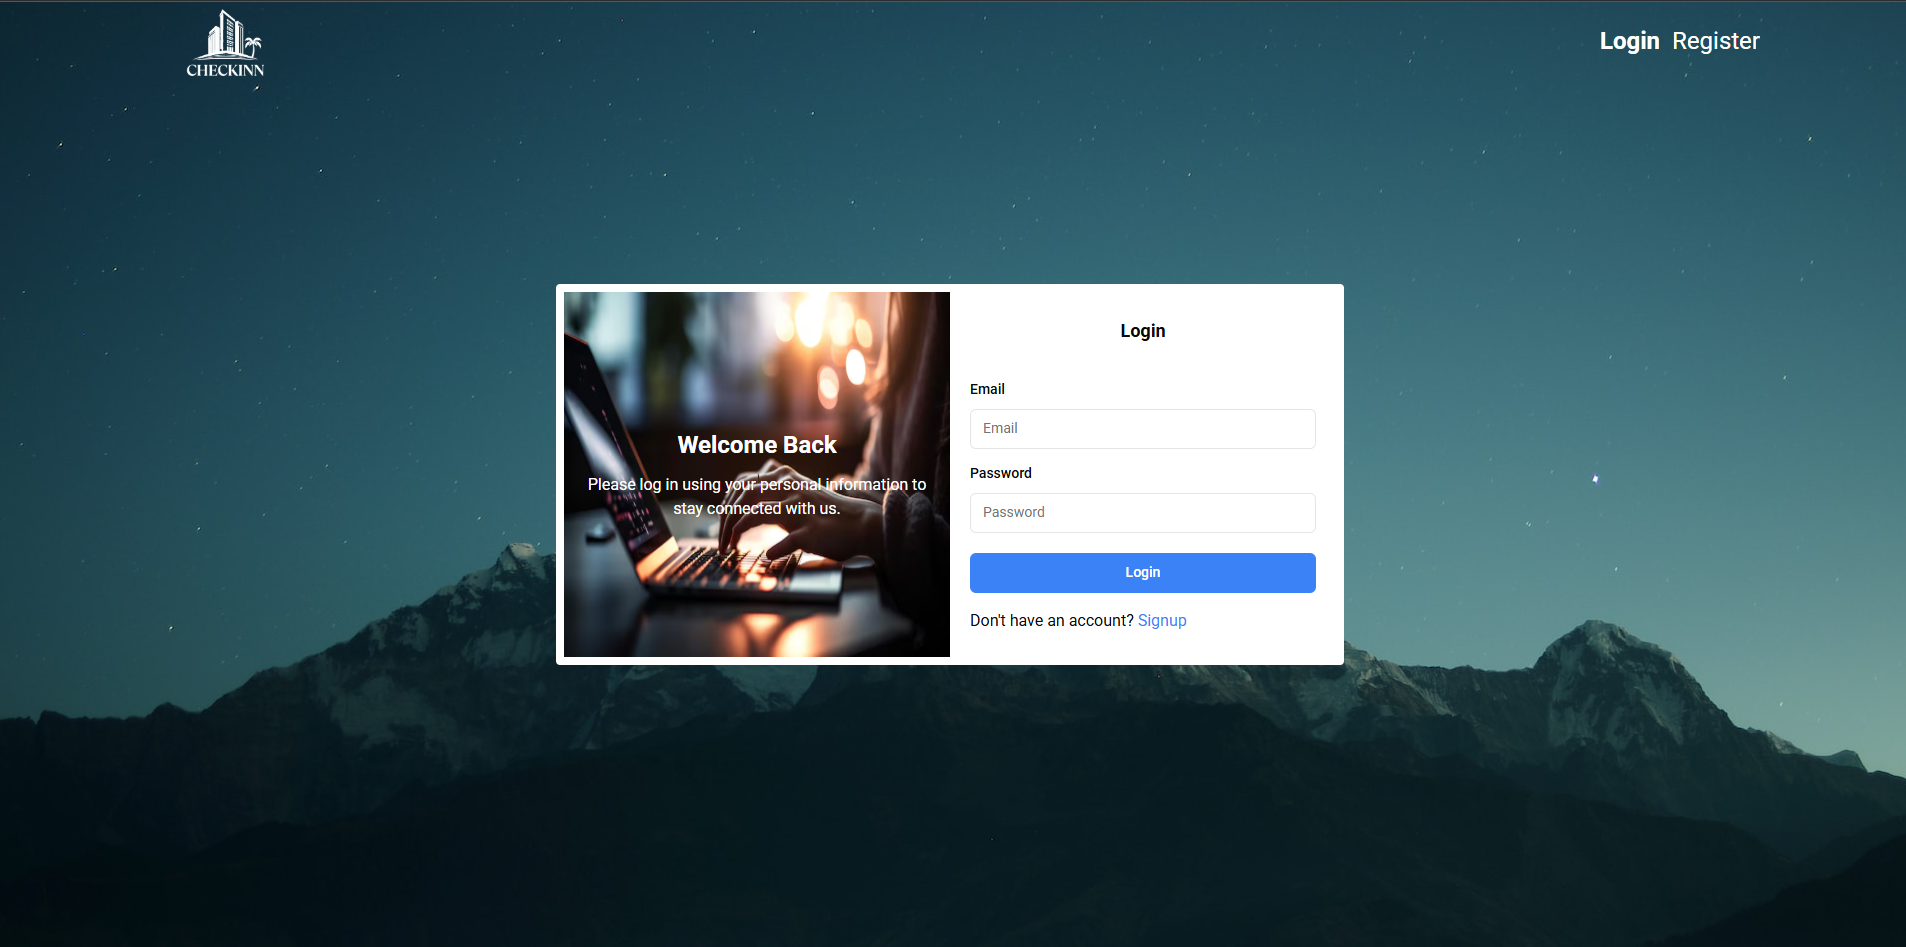 CHECKINN
Login Register
Welcome Back
Please log in using your personal information to
stay connected with us.
Login
Email
Email
Password
Password
Login
Don't have an account? Signup